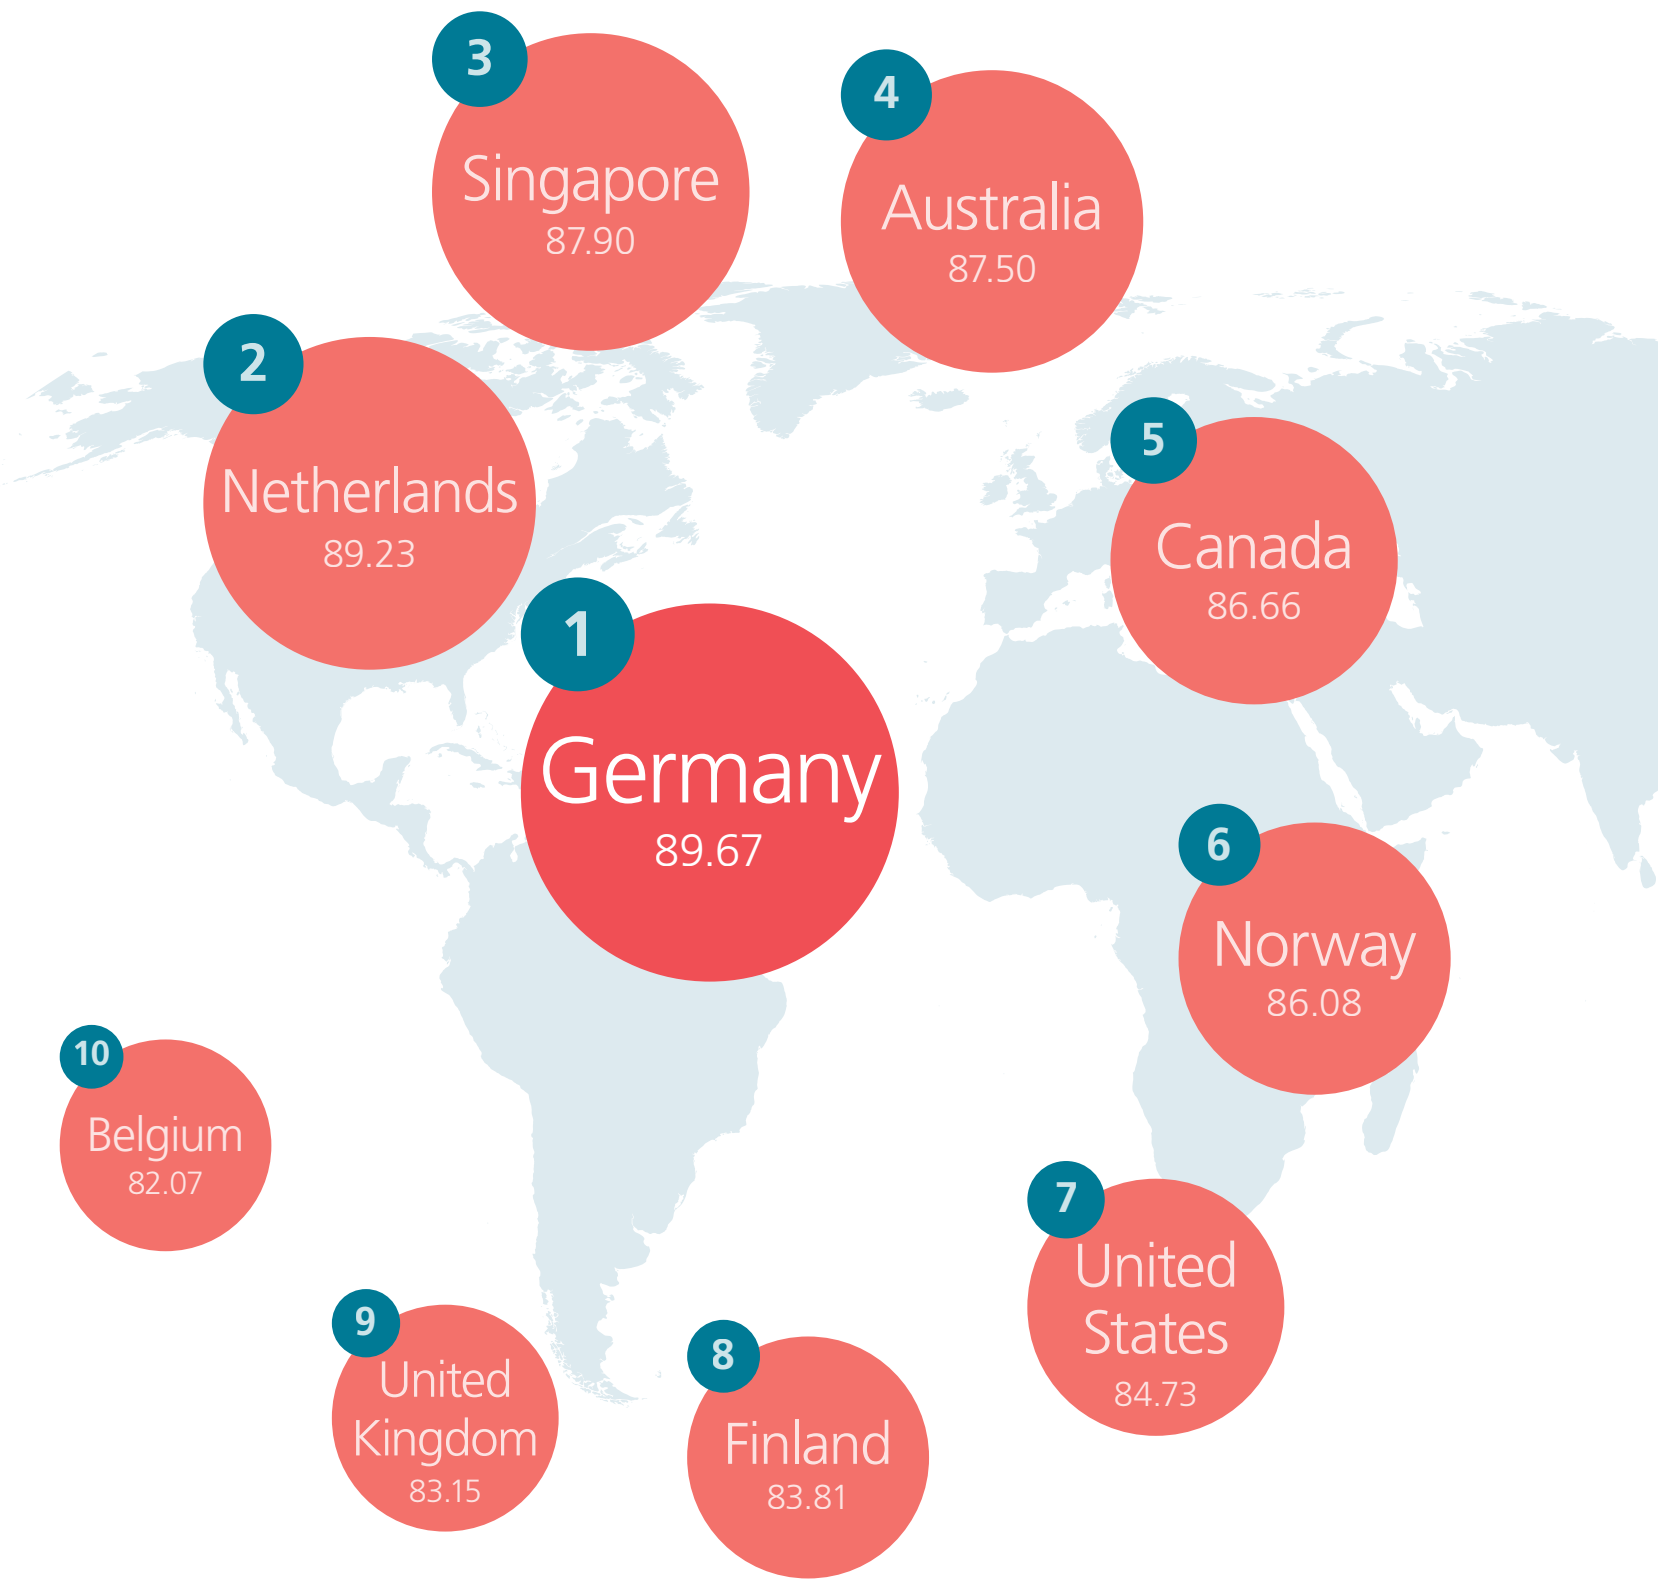 3
Singapore
87.90
4
Australia
87.50
2
Netherlands
89.23
5
Canada
86.66
1
Germany
89.67
6
Norway
86.08
10
Belgium
82.07
7
United
States
84.73
9
United
Kingdom
83.15
8
Finland
83.81